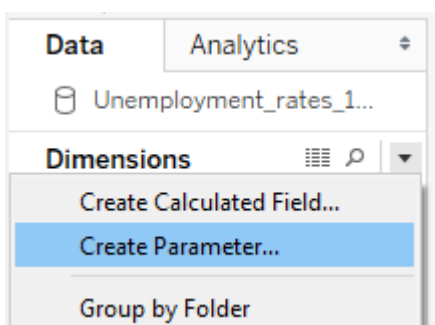 Data Analytics
Unemployment_rates_1...
Dimensions
Create Calculated Field...
Create Parameter...
Group by Folder